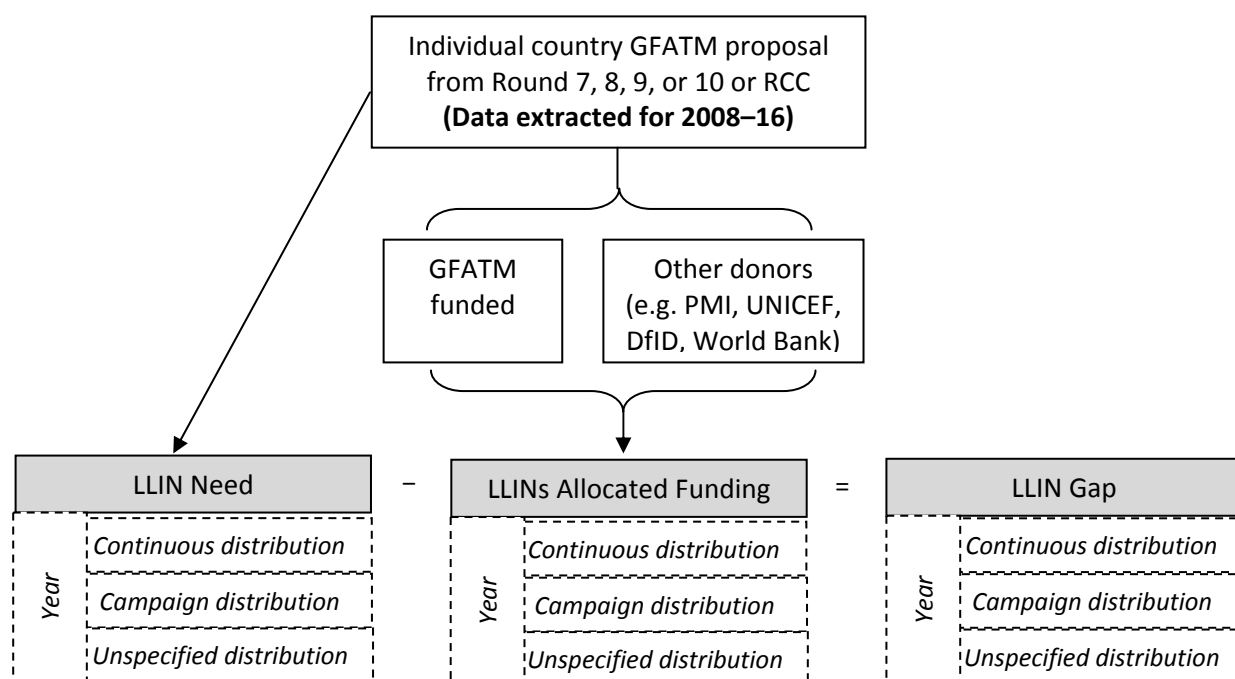 Individual country GFATM proposal
from Round 7, 8, 9, or 10 or RCC
(Data extracted for 2008–16)
GFATM
funded
Other donors
(e.g. PMI, UNICEF,
DfID, World Bank)
LLIN Need
–
LLINs Allocated Funding
=
LLIN Gap
Year
Continuous distribution
Campaign distribution
Unspecified distribution
Year
Continuous distribution
Campaign distribution
Unspecified distribution
Year
Continuous distribution
Campaign distribution
Unspecified distribution